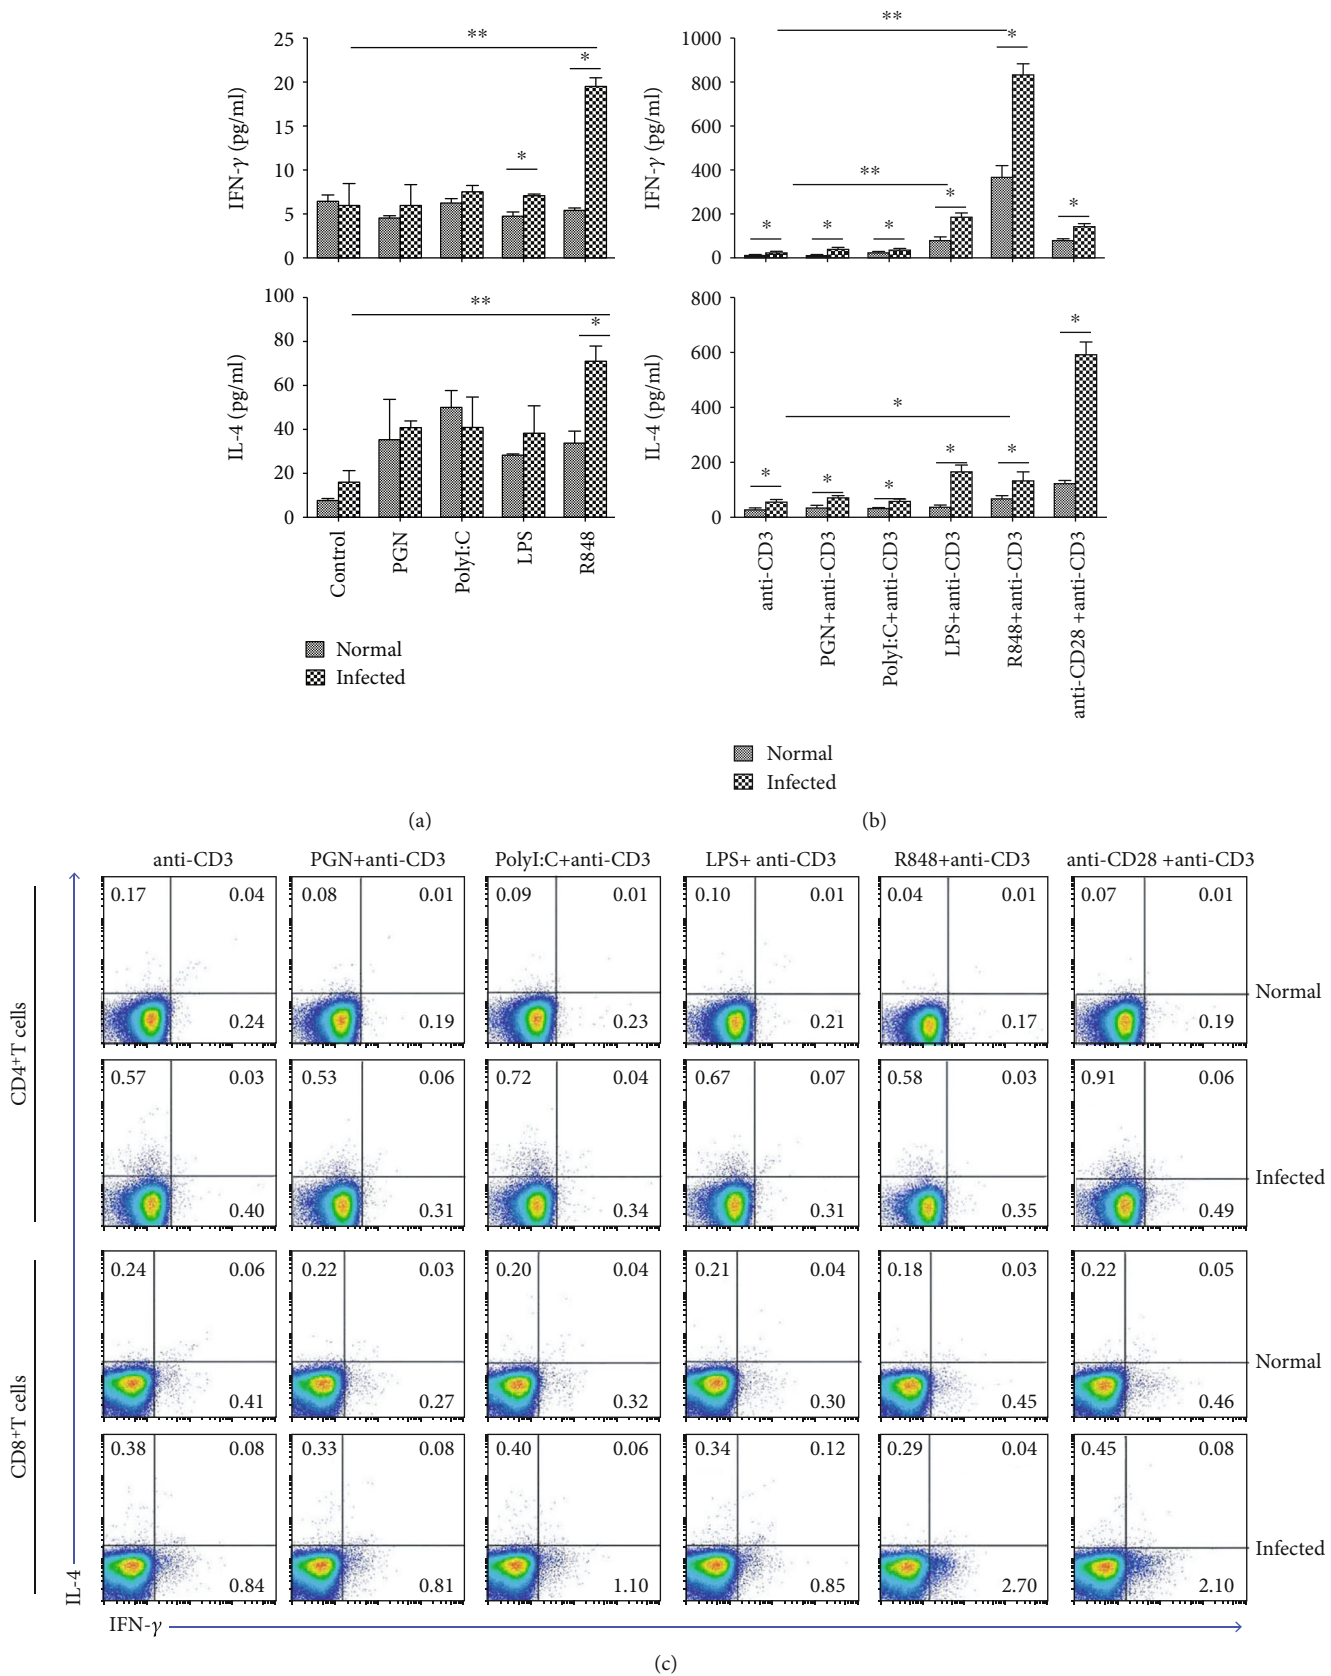 **
*
*
25
20
15
10
5
0
IFN-γ (pg/ml)
**
*
100
80
60
40
20
0
IL-4 (pg/ml)
Control
PGN
PolyI:C
LPS
R848
Normal
Infected
(a)
**
*
**
*
*
*
*
*
1000
800
600
400
200
0
IFN-γ (pg/ml)
*
*
*
*
*
*
*
800
600
400
200
0
IL-4 (pg/ml)
anti-CD3
PGN+anti-CD3
PolyI:C+anti-CD3
LPS+anti-CD3
R848+anti-CD3
anti-CD28 +anti-CD3
Normal
Infected
(b)
anti-CD3 PGN+anti-CD3 PolyI:C+anti-CD3 LPS+ anti-CD3 R848+anti-CD3 anti-CD28 +anti-CD3
CD4+T cells
0.17 0.04 0.08 0.01 0.09 0.01 0.10 0.01 0.04 0.01 0.07 0.01
Normal
0.24 0.19 0.23 0.21 0.17 0.19
0.57 0.03 0.53 0.06 0.72 0.04 0.67 0.07 0.58 0.03 0.91 0.06
Infected
0.40 0.31 0.34 0.31 0.35 0.49
CD8+T cells
0.24 0.06 0.22 0.03 0.20 0.04 0.21 0.04 0.18 0.03 0.22 0.05
Normal
0.41 0.27 0.32 0.30 0.45 0.46
0.38 0.08 0.33 0.08 0.40 0.06 0.34 0.12 0.29 0.04 0.45 0.08
Infected
0.84 0.81 1.10 0.85 2.70 2.10
IL-4
IFN-γ
(c)